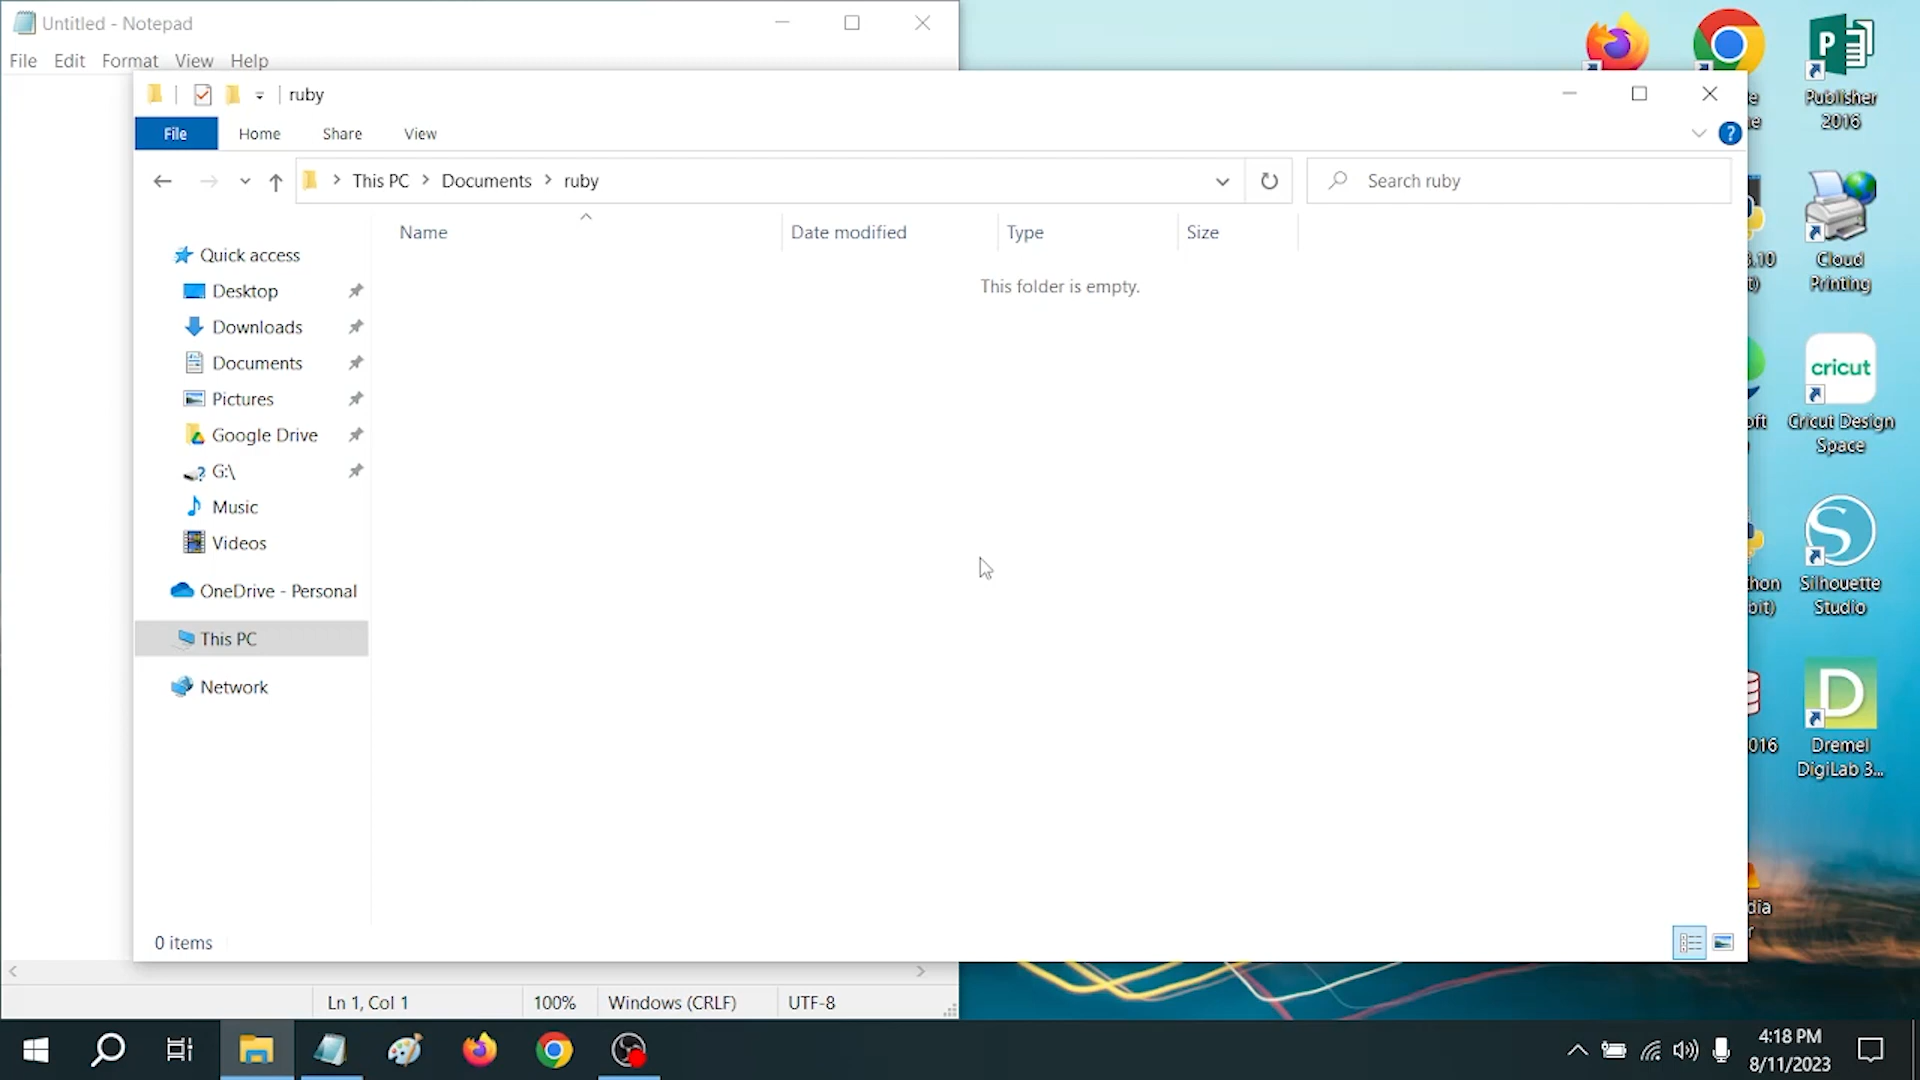 Untitled - Notepad
File Edit Format View Help
ruby
File Home Share View
This PC > Documents > ruby
Search ruby
Name Date modified Type Size
This folder is empty.
Quick access
Desktop
Downloads
Documents
Pictures
Google Drive
G:\
Music
Videos
OneDrive - Personal
This PC
Network
0 items
Ln 1, Col 1 100% Windows (CRLF) UTF-8
Publisher
2016
Cloud
Printing
cricut
Cricut Design
Space
Silhouette
Studio
Dremel
DigiLab 3...
4:18 PM
8/11/2023